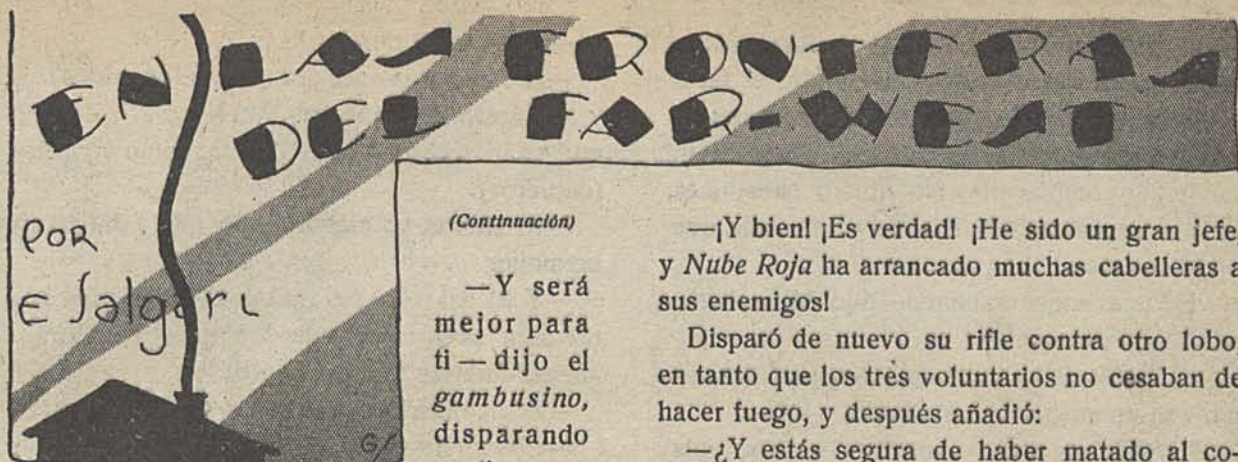 EN LAS FRONTERAS
DEL FAR-WEST
POR
E Salgari
(Continuación)
—Y será
mejor para
ti — dijo el
gambusino,
disparando
—¡Y bien! ¡Es verdad! ¡He sido un gran jefe,
y Nube Roja ha arrancado muchas cabelleras a
sus enemigos!
Disparó de nuevo su rifle contra otro lobo,
en tanto que los tres voluntarios no cesaban de
hacer fuego, y después añadió:
—¿Y estás segura de haber matado al co-